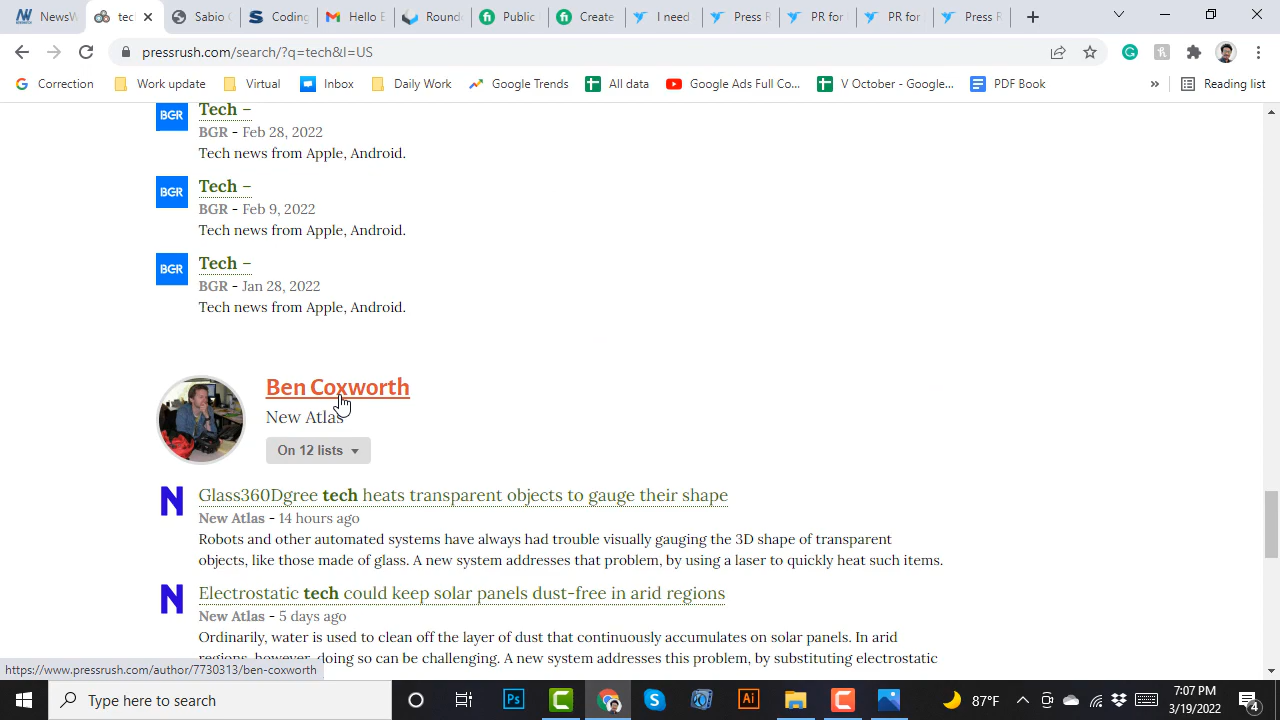 NewsW
tec
Sabio
Coding
Hello E
Round
Public
Create
I need
Press R
PR for
PR for
Press R
pressrush.com/search/?q=tech&l=US
Correction
Work update
Virtual
Inbox
Daily Work
Google Trends
All data
Google Ads Full Co...
V October - Google...
PDF Book
»
Reading list
BGR
Tech –
BGR - Feb 28, 2022
Tech news from Apple, Android.
BGR
Tech –
BGR - Feb 9, 2022
Tech news from Apple, Android.
BGR
Tech –
BGR - Jan 28, 2022
Tech news from Apple, Android.
Ben Coxworth
New Atlas
On 12 lists
N
Glass360Dgree tech heats transparent objects to gauge their shape
New Atlas - 14 hours ago
Robots and other automated systems have always had trouble visually gauging the 3D shape of transparent
objects, like those made of glass. A new system addresses that problem, by using a laser to quickly heat such items.
N
Electrostatic tech could keep solar panels dust-free in arid regions
New Atlas - 5 days ago
Ordinarily, water is used to clean off the layer of dust that continuously accumulates on solar panels. In arid
regions, however, doing so can be challenging. A new system addresses this problem, by substituting electrostatic
https://www.pressrush.com/author/7730313/ben-coxworth
Type here to search
Ps
Ai
87°F
7:07 PM
3/19/2022
4